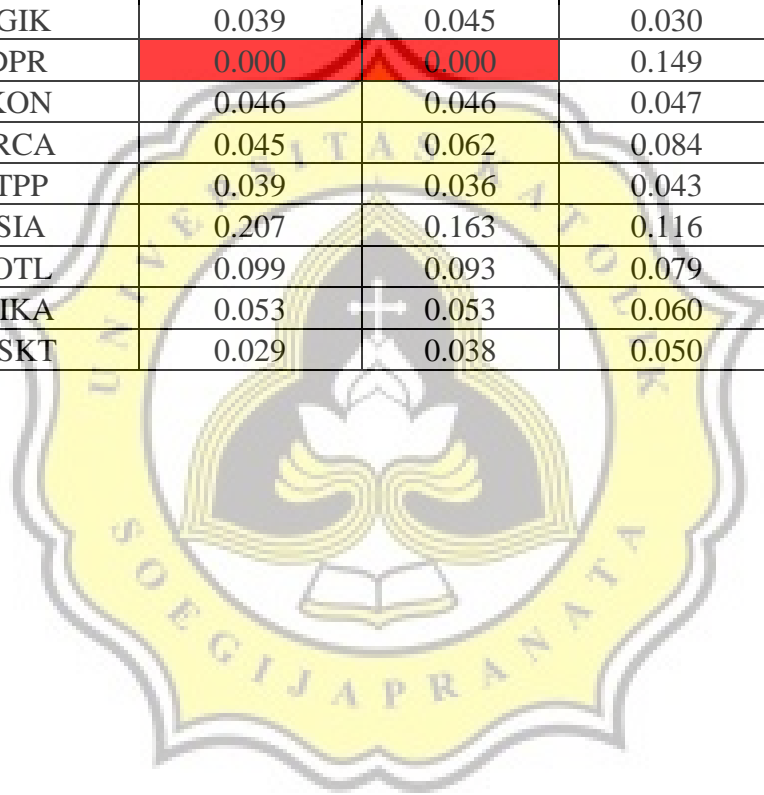 GIK 0.039 0.045 0.030
DPR 0.000 0.000 0.149
KON 0.046 0.046 0.047
RCA 0.045 0.062 0.084
TPP 0.039 0.036 0.043
SIA 0.207 0.163 0.116
OTL 0.099 0.093 0.079
IKA 0.053 0.053 0.060
SKT 0.029 0.038 0.050
UNIVERSITAS KATOLIK
SOEGIJAPRANATA